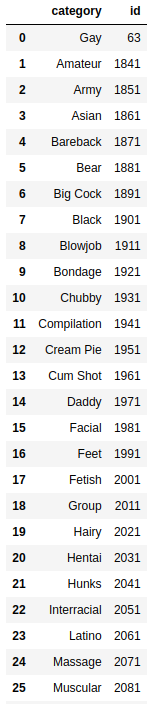 category id
0 Gay 63
1 Amateur 1841
2 Army 1851
3 Asian 1861
4 Bareback 1871
5 Bear 1881
6 Big Cock 1891
7 Black 1901
8 Blowjob 1911
9 Bondage 1921
10 Chubby 1931
11 Compilation 1941
12 Cream Pie 1951
13 Cum Shot 1961
14 Daddy 1971
15 Facial 1981
16 Feet 1991
17 Fetish 2001
18 Group 2011
19 Hairy 2021
20 Hentai 2031
21 Hunks 2041
22 Interracial 2051
23 Latino 2061
24 Massage 2071
25 Muscular 2081